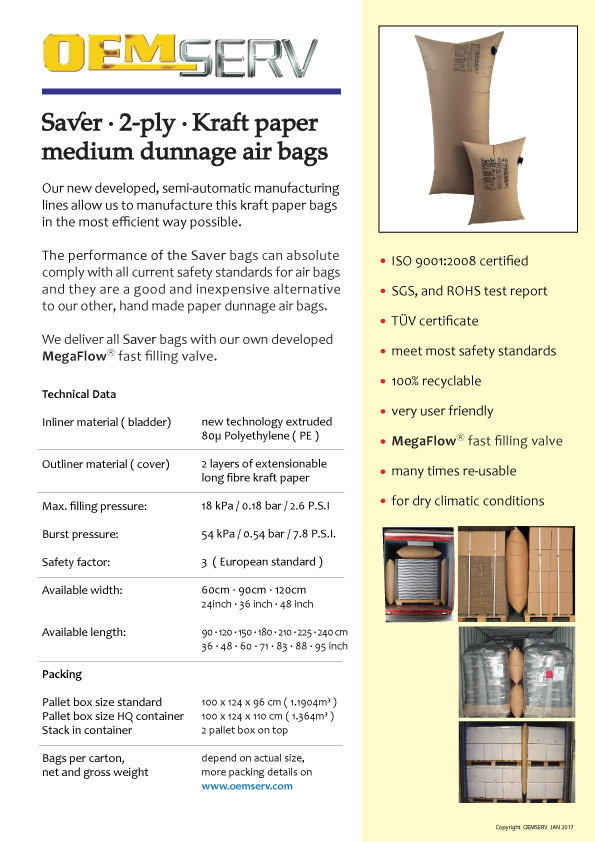 OEMSERV
Saver · 2-ply · Kraft paper
medium dunnage air bags
Our new developed, semi-automatic manufacturing
lines allow us to manufacture this kraft paper bags
in the most efficient way possible.
The performance of the Saver bags can absolute
comply with all current safety standards for air bags
and they are a good and inexpensive alternative
to our other, hand made paper dunnage air bags.
We deliver all Saver bags with our own developed
MegaFlow® fast filling valve.
Technical Data
Inliner material ( bladder) new technology extruded
80µ Polyethylene ( PE )
Outliner material ( cover) 2 layers of extensionable
long fibre kraft paper
Max. filling pressure: 18 kPa / 0.18 bar / 2.6 P.S.I
Burst pressure: 54 kPa / 0.54 bar / 7.8 P.S.I.
Safety factor: 3 ( European standard )
Available width: 60cm · 90cm · 120cm
24inch · 36 inch · 48 inch
Available length: 90 · 120 · 150 · 180 · 210 · 225 · 240 cm
36 · 48 · 60 · 71 · 83 · 88 · 95 inch
Packing
Pallet box size standard 100 x 124 x 96 cm ( 1.1904m³ )
Pallet box size HQ container 100 x 124 x 110 cm ( 1.364m³ )
Stack in container 2 pallet box on top
Bags per carton, depend on actual size,
net and gross weight more packing details on
www.oemserv.com
Saver
• ISO 9001:2008 certified
• SGS, and ROHS test report
• TÜV certificate
• meet most safety standards
• 100% recyclable
• very user friendly
• MegaFlow® fast filling valve
• many times re-usable
• for dry climatic conditions
Copyright OEMSERV JAN 2017